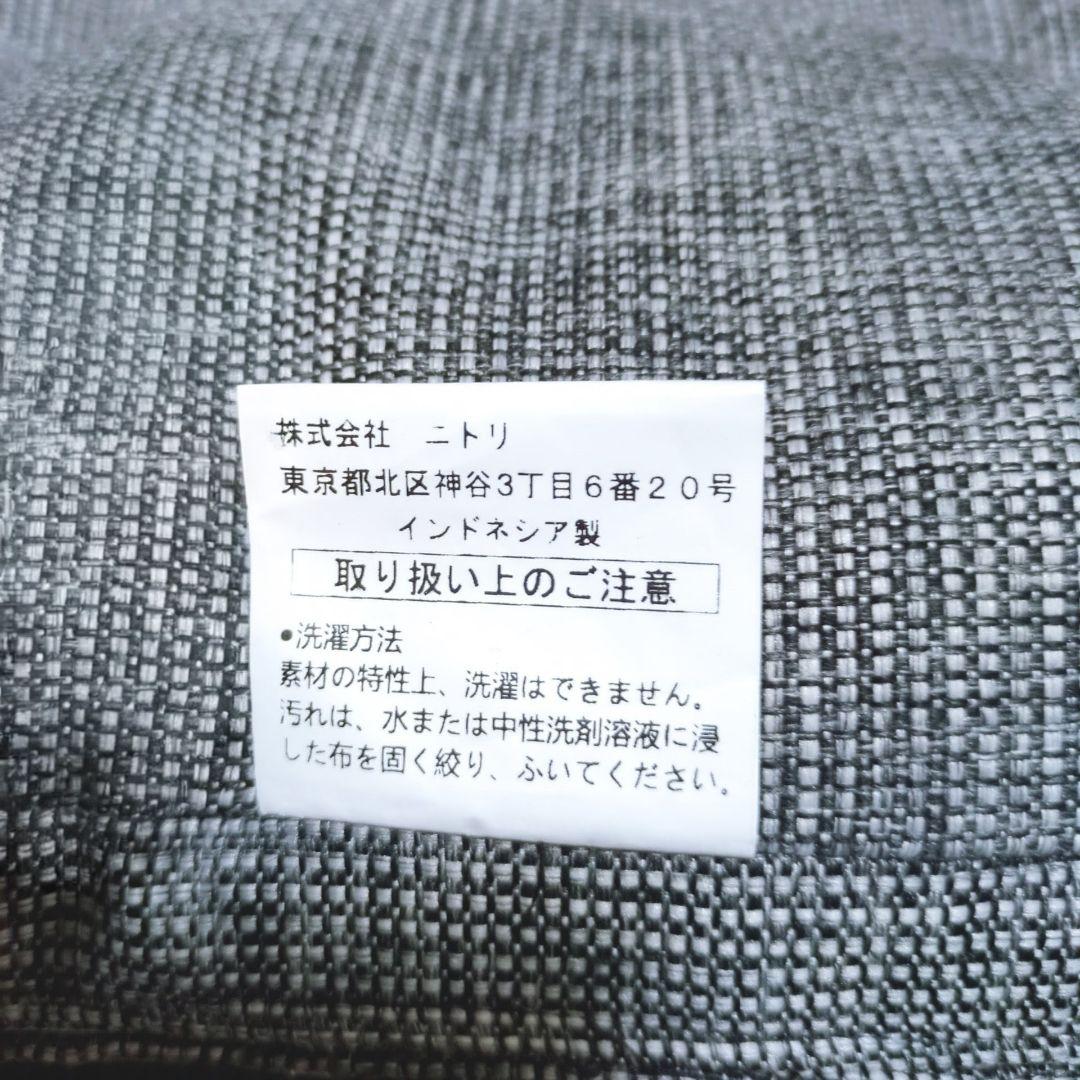 株式会社　ニトリ
東京都北区神谷3丁目6番20号
インドネシア製
取り扱い上のご注意
●洗濯方法
素材の特性上、洗濯はできません。
汚れは、水または中性洗剤溶液に浸
した布を固く絞り、ふいてください。